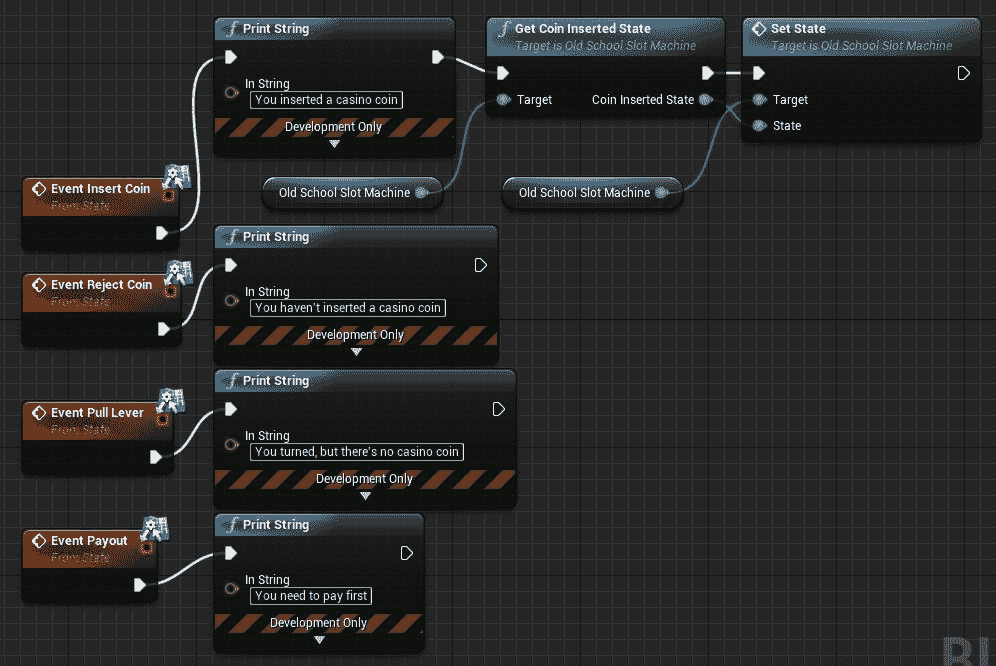 Print String
In String
You inserted a casino coin
Development Only
Get Coin Inserted State
Target is Old School Slot Machine
Target
Coin Inserted State
Set State
Target is Old School Slot Machine
Target
State
Old School Slot Machine
Old School Slot Machine
Event Insert Coin
From State
Print String
In String
You haven't inserted a casino coin
Development Only
Event Reject Coin
From State
Print String
In String
You turned, but there's no casino coin
Development Only
Event Pull Lever
From State
Print String
In String
You need to pay first
Development Only
Event Payout
From State